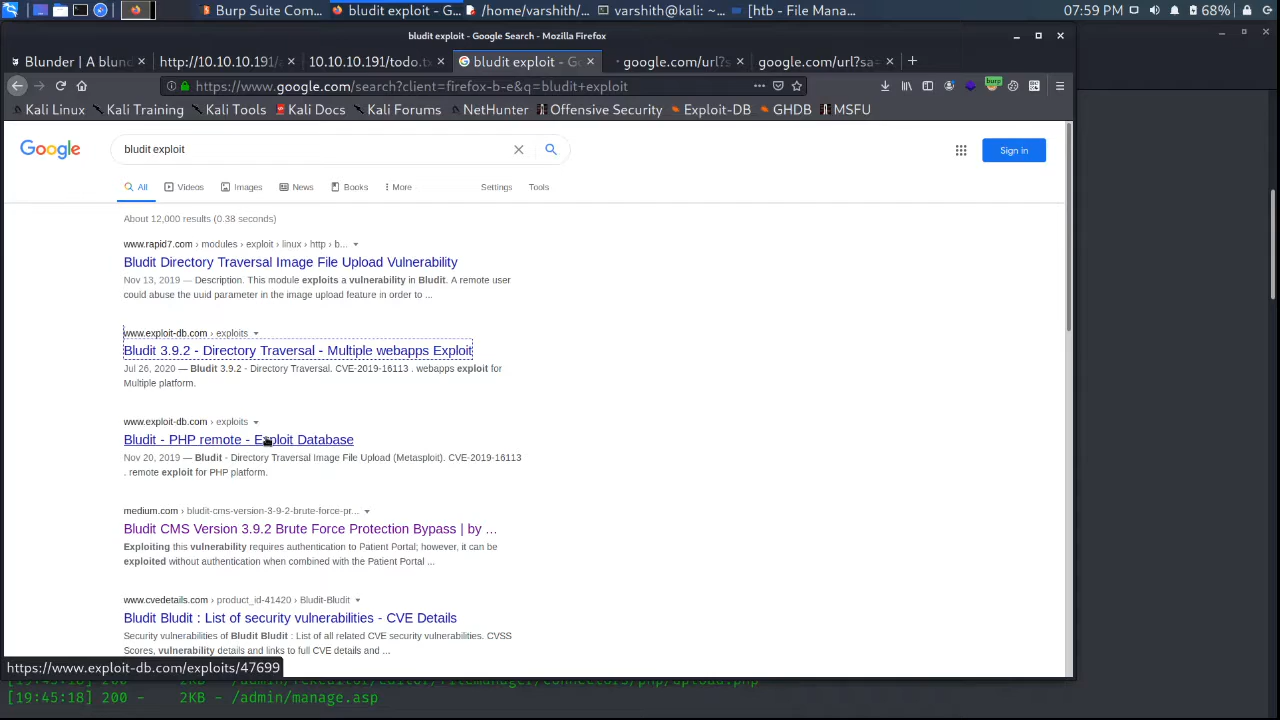 Burp Suite Com...
bludit exploit - G...
/home/varshith/...
varshith@kali: ~...
[htb - File Mana...
07:59 PM
68%
bludit exploit - Google Search - Mozilla Firefox
Blunder | A blund
http://10.10.10.191/
10.10.10.191/todo.tx
bludit exploit - Go
google.com/url?s
google.com/url?sa=
https://www.google.com/search?client=firefox-b-e&q=bludit+exploit
burp
Kali Linux
Kali Training
Kali Tools
Kali Docs
Kali Forums
NetHunter
Offensive Security
Exploit-DB
GHDB
MSFU
Google
bludit exploit
Sign in
All
Videos
Images
News
Books
More
Settings
Tools
About 12,000 results (0.38 seconds)
www.rapid7.com › modules › exploit › linux › http › b...
Bludit Directory Traversal Image File Upload Vulnerability
Nov 13, 2019 — Description. This module exploits a vulnerability in Bludit. A remote user
could abuse the uuid parameter in the image upload feature in order to ...
www.exploit-db.com › exploits
Bludit 3.9.2 - Directory Traversal - Multiple webapps Exploit
Jul 26, 2020 — Bludit 3.9.2 - Directory Traversal. CVE-2019-16113 . webapps exploit for
Multiple platform.
www.exploit-db.com › exploits
Bludit - PHP remote - Exploit Database
Nov 20, 2019 — Bludit - Directory Traversal Image File Upload (Metasploit). CVE-2019-16113
. remote exploit for PHP platform.
medium.com › bludit-cms-version-3-9-2-brute-force-pr...
Bludit CMS Version 3.9.2 Brute Force Protection Bypass | by ...
Exploiting this vulnerability requires authentication to Patient Portal; however, it can be
exploited without authentication when combined with the Patient Portal ...
www.cvedetails.com › product_id-41420 › Bludit-Bludit
Bludit Bludit : List of security vulnerabilities - CVE Details
Security vulnerabilities of Bludit Bludit : List of all related CVE security vulnerabilities. CVSS
Scores, vulnerability details and links to full CVE details and ...
https://www.exploit-db.com/exploits/47699
[19:45:18] 200 - 2KB - /admin/manage.asp